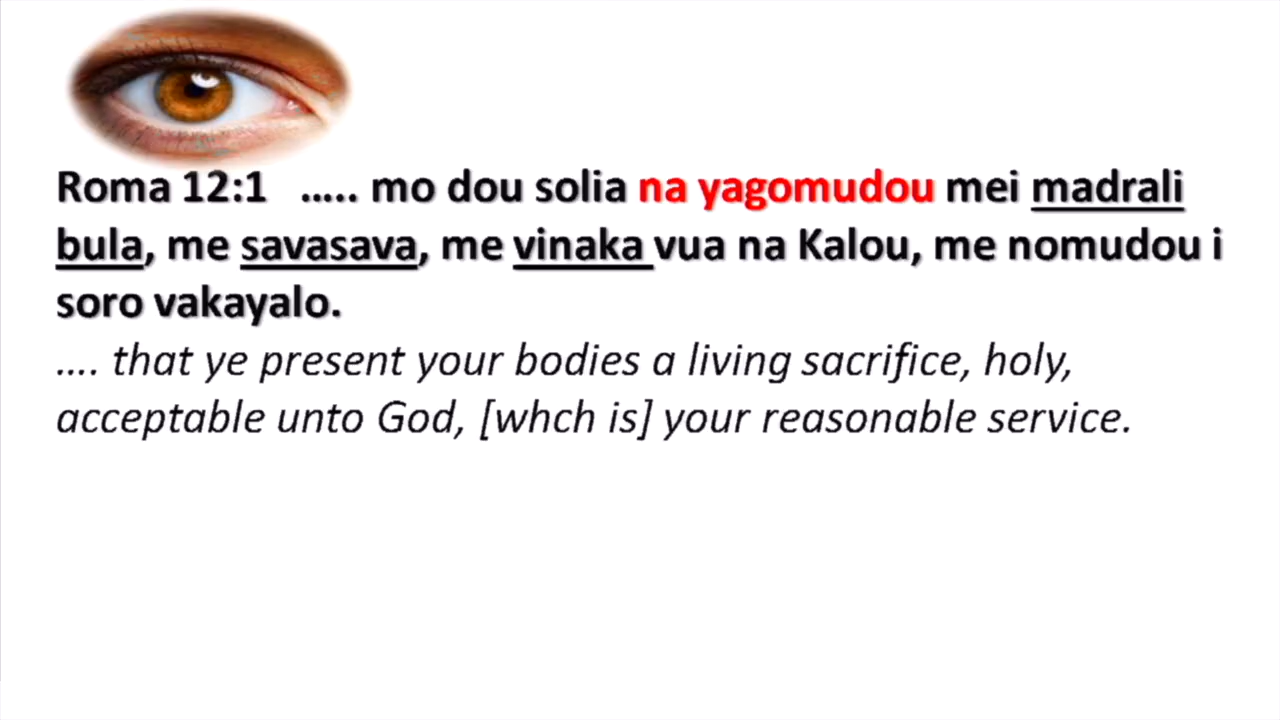 Roma 12:1 ….. mo dou solia na yagomudou mei madrali
bula, me savasava, me vinaka vua na Kalou, me nomudou i
soro vakayalo.
…. that ye present your bodies a living sacrifice, holy,
acceptable unto God, [whch is] your reasonable service.